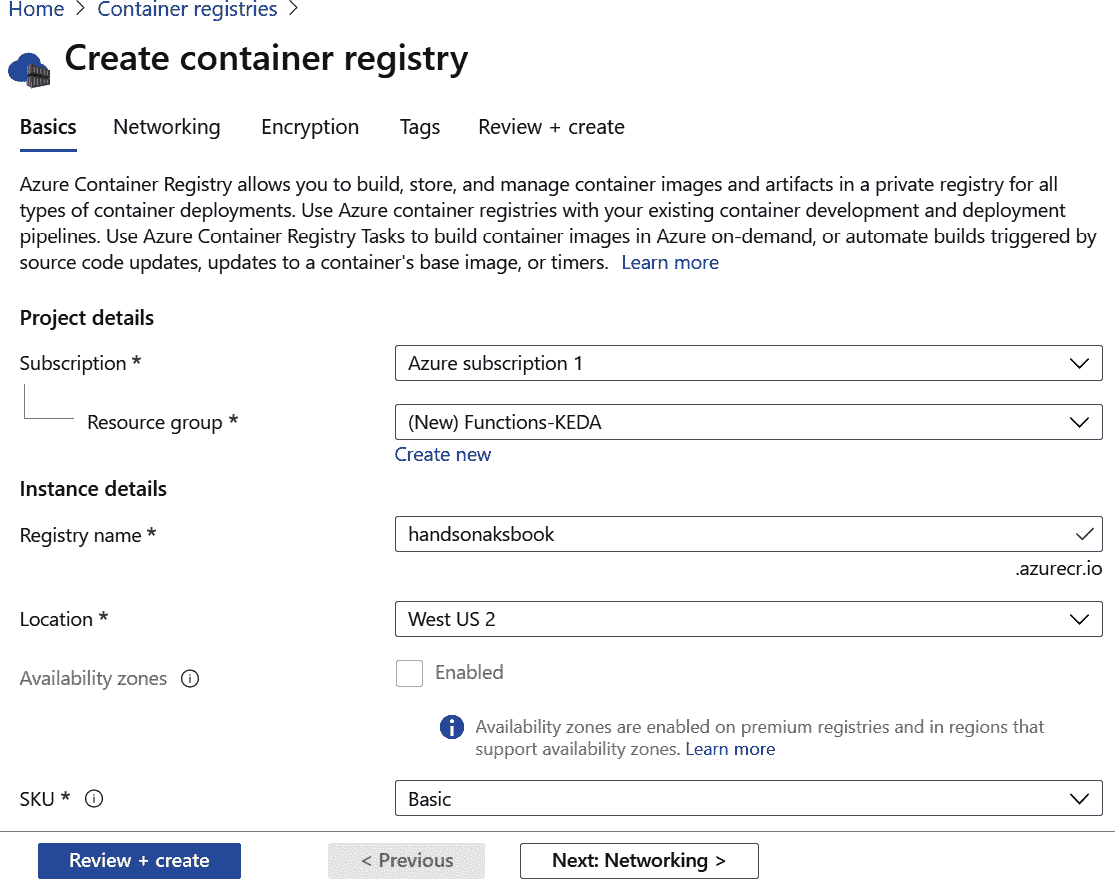 Home > Container registries >
Create container registry
Basics Networking Encryption Tags Review + create
Azure Container Registry allows you to build, store, and manage container images and artifacts in a private registry for all
types of container deployments. Use Azure container registries with your existing container development and deployment
pipelines. Use Azure Container Registry Tasks to build container images in Azure on-demand, or automate builds triggered by
source code updates, updates to a container's base image, or timers. Learn more
Project details
Subscription * Azure subscription 1
Resource group * (New) Functions-KEDA
Create new
Instance details
Registry name * handsonaksbook
.azurecr.io
Location * West US 2
Availability zones Enabled
Availability zones are enabled on premium registries and in regions that
support availability zones. Learn more
SKU * Basic
Review + create < Previous Next: Networking >